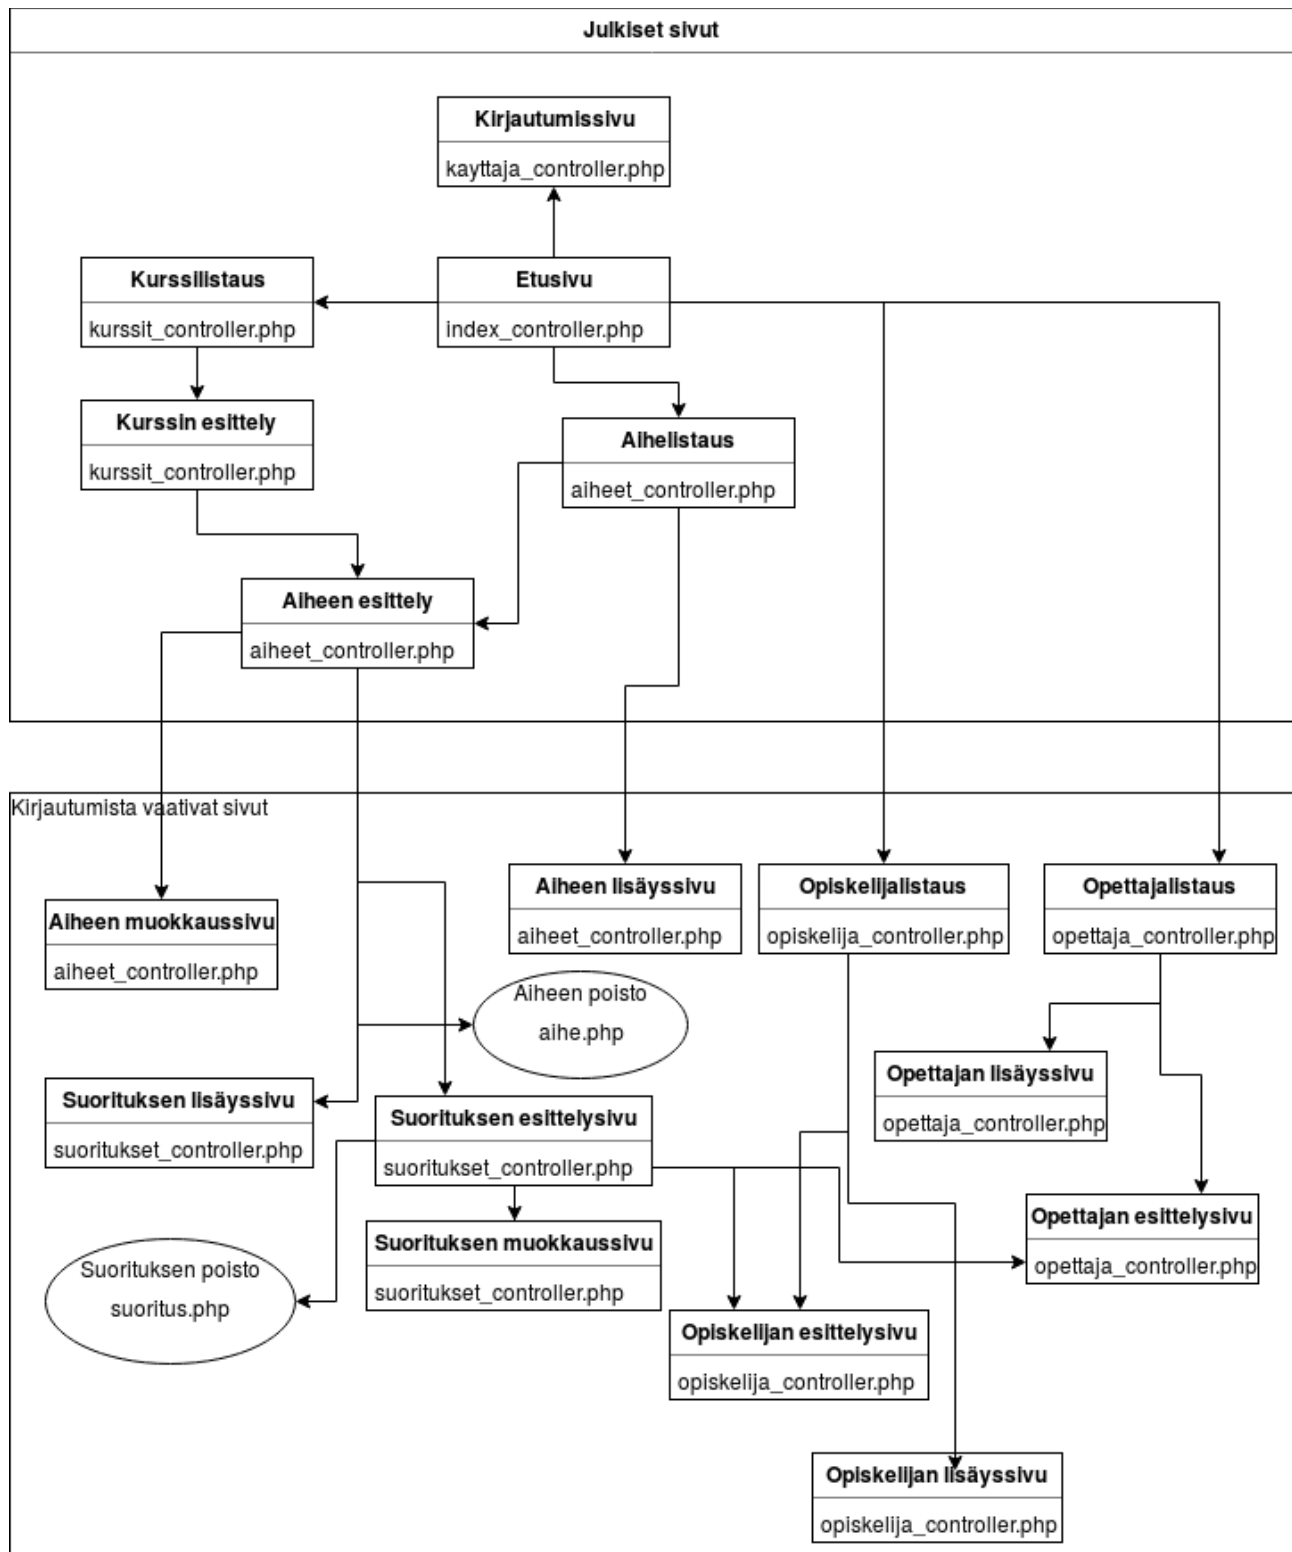 Julkiset sivut
Kirjautumissivu
kayttaja_controller.php
Kurssilistaus
kurssit_controller.php
Etusivu
index_controller.php
Kurssin esittely
kurssit_controller.php
Aihelistaus
aiheet_controller.php
Aiheen esittely
aiheet_controller.php
Kirjautumista vaativat sivut
Aiheen muokkaussivu
aiheet_controller.php
Aiheen lisäyssivu
aiheet_controller.php
Opiskelijalistaus
opiskelija_controller.php
Opettajalistaus
opettaja_controller.php
Aiheen poisto
aihe.php
Suorituksen lisäyssivu
suoritukset_controller.php
Suorituksen esittelysivu
suoritukset_controller.php
Opettajan lisäyssivu
opettaja_controller.php
Suorituksen poisto
suoritus.php
Suorituksen muokkaussivu
suoritukset_controller.php
Opettajan esittelysivu
opettaja_controller.php
Opiskelijan esittelysivu
opiskelija_controller.php
Opiskelijan lisäyssivu
opiskelija_controller.php